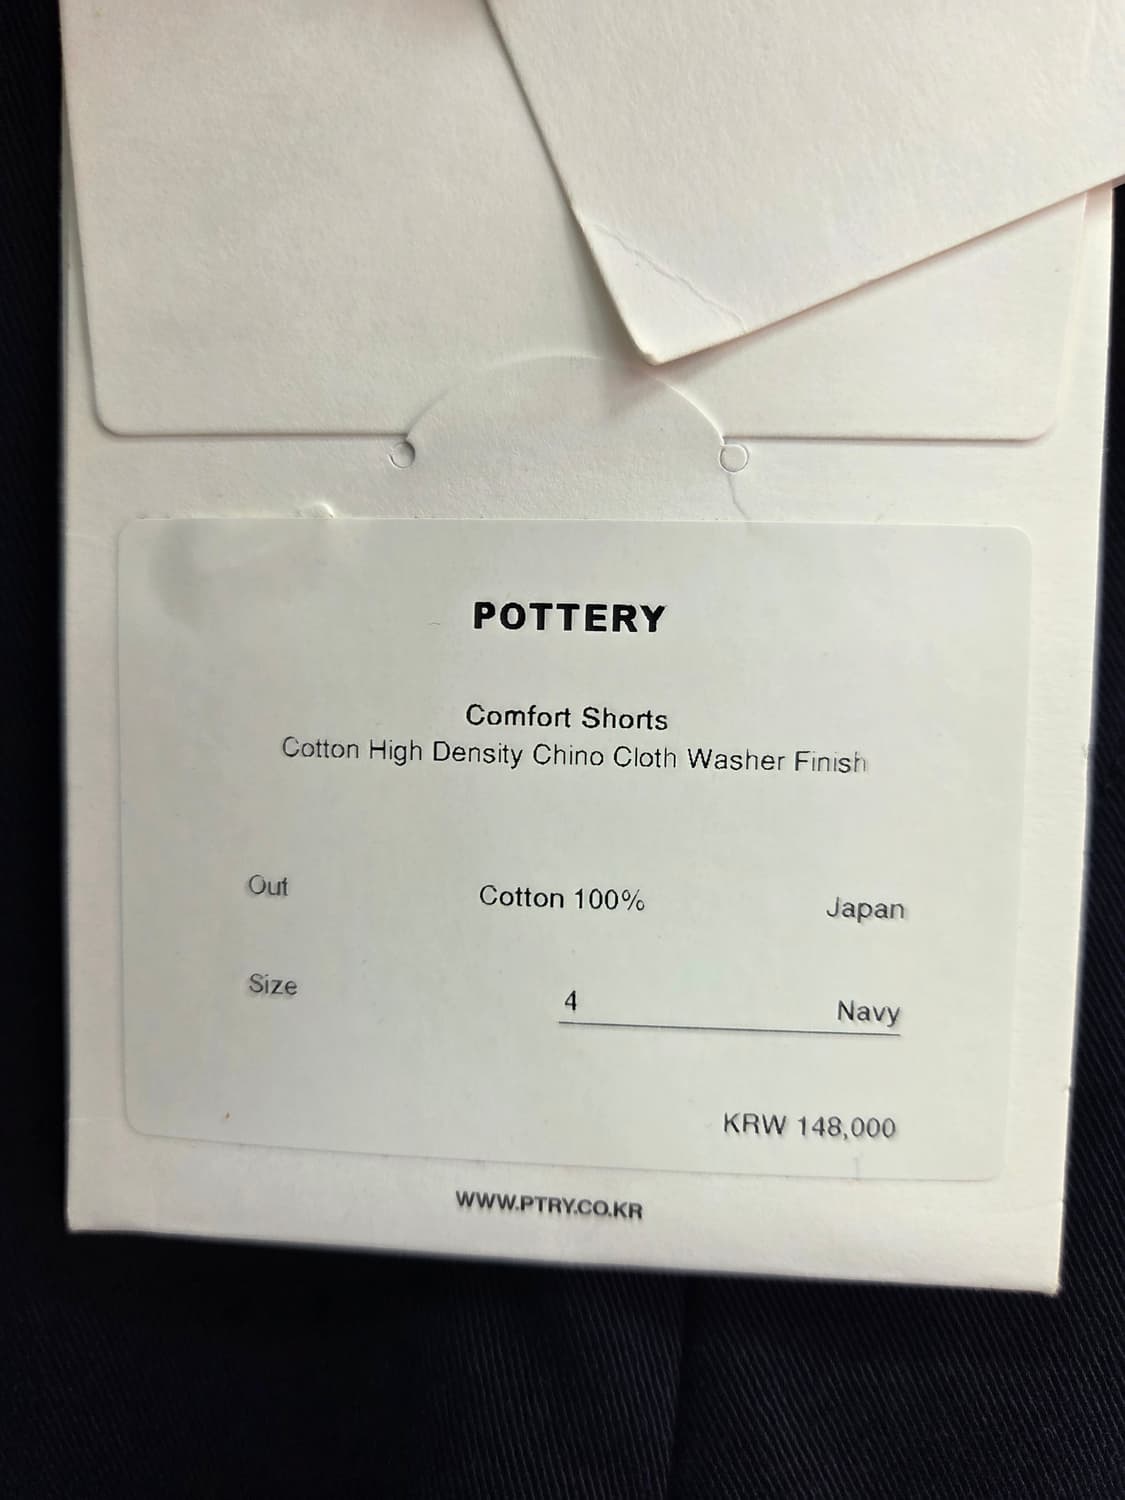 POTTERY
Comfort Shorts
Cotton High Density Chino Cloth Washer Finish
Out Cotton 100% Japan
Size 4 Navy
KRW 148,000
WWW.PTRY.CO.KR